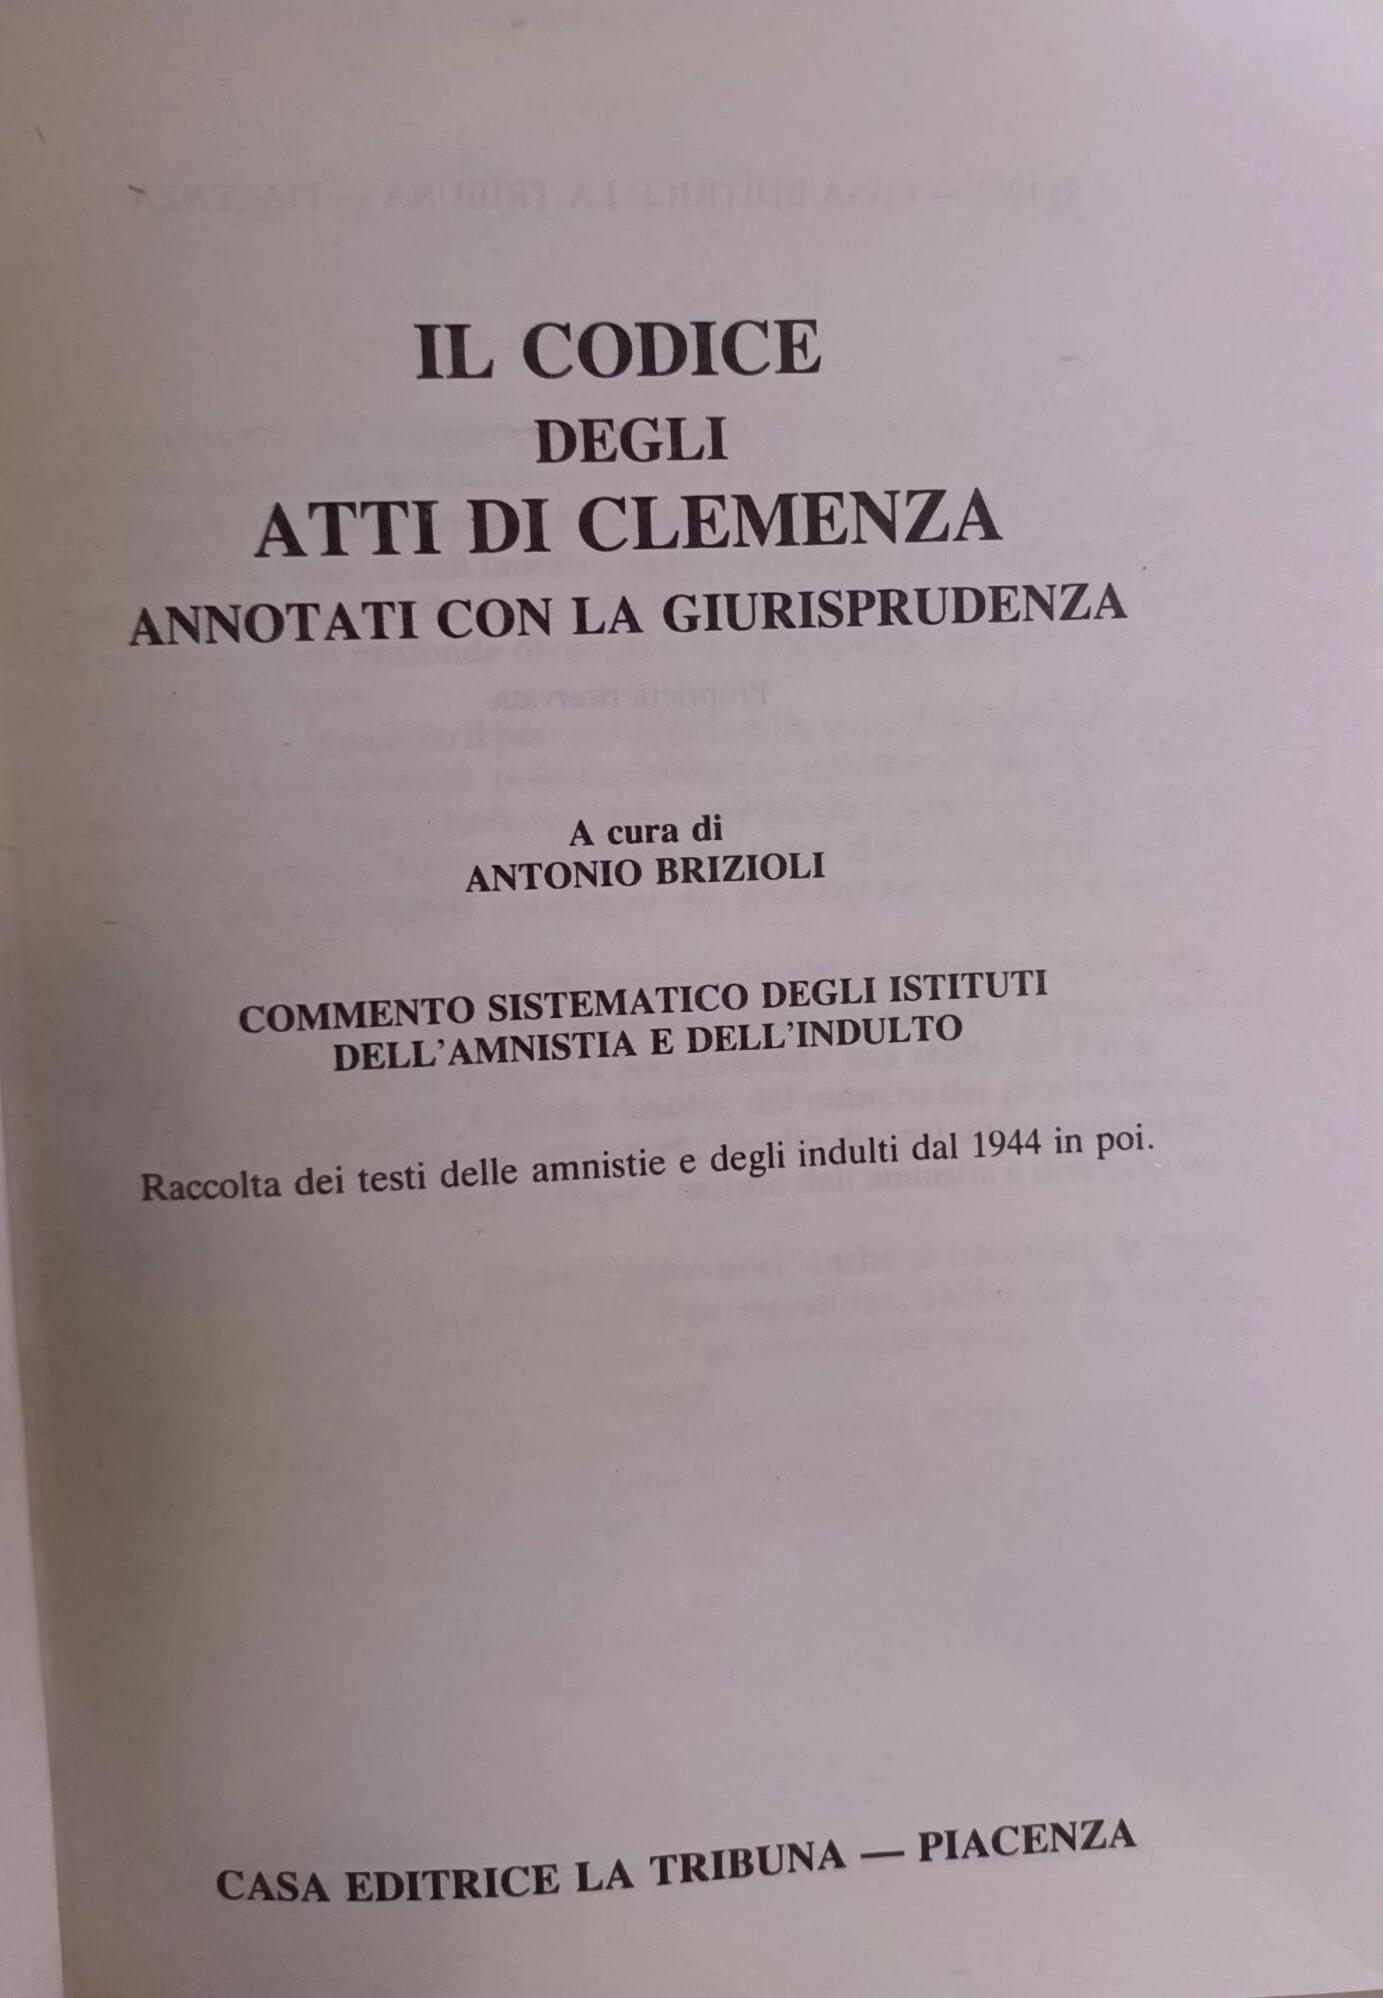 IL CODICE
DEGLI
ATTI DI CLEMENZA
ANNOTATI CON LA GIURISPRUDENZA
A cura di
ANTONIO BRIZIOLI
COMMENTO SISTEMATICO DEGLI ISTITUTI
DELL'AMNISTIA E DELL'INDULTO
Raccolta dei testi delle amnistie e degli indulti dal 1944 in poi.
CASA EDITRICE LA TRIBUNA — PIACENZA